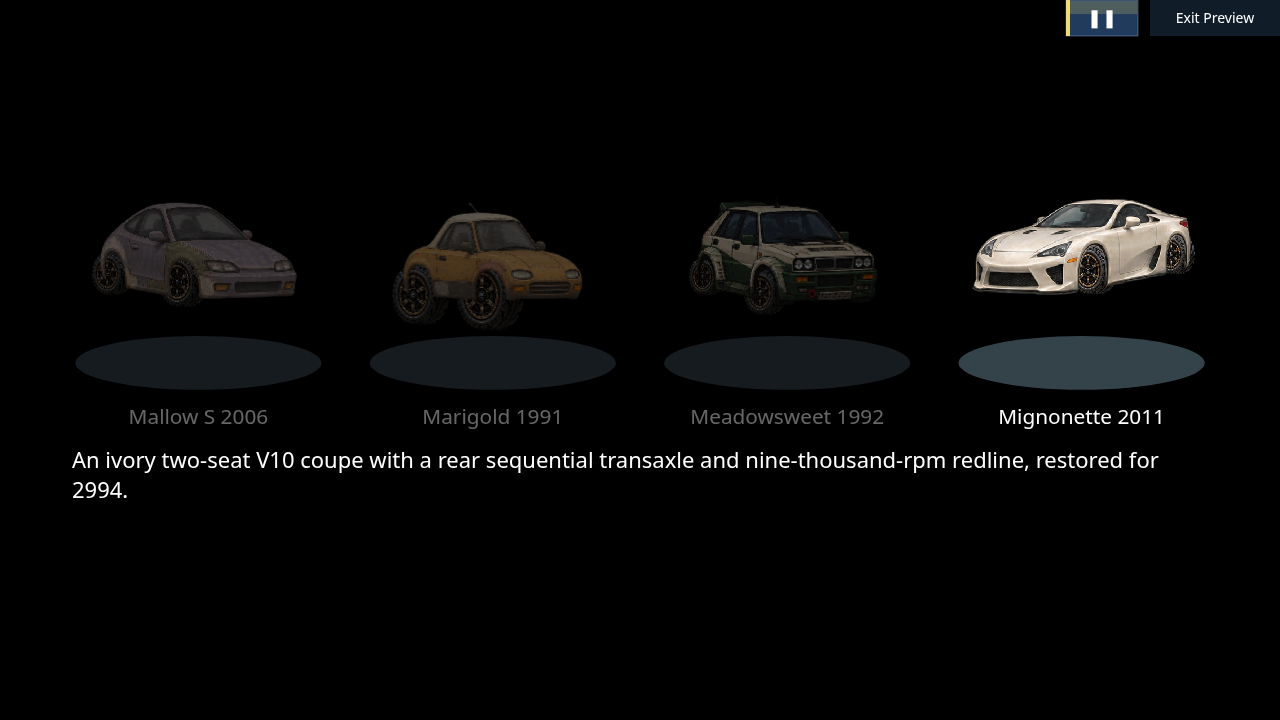 Exit Preview
Mallow S 2006
Marigold 1991
Meadowsweet 1992
Mignonette 2011
An ivory two-seat V10 coupe with a rear sequential transaxle and nine-thousand-rpm redline, restored for
2994.